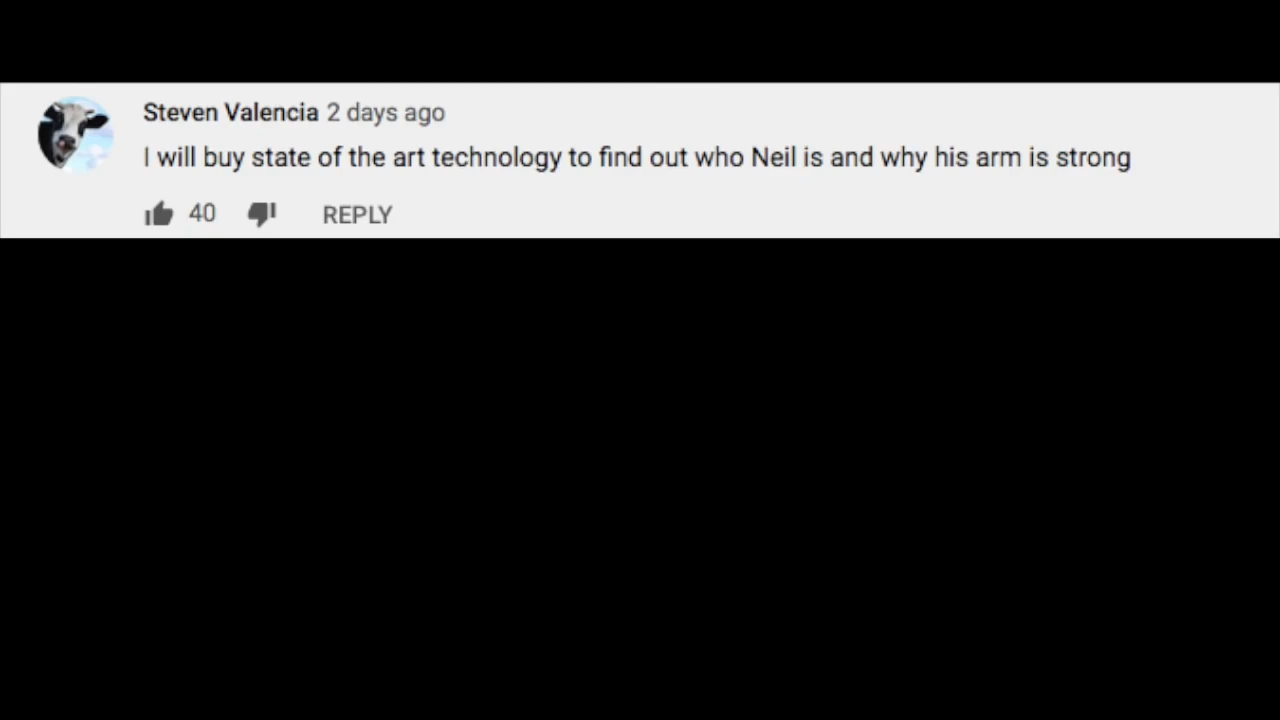 Steven Valencia 2 days ago
I will buy state of the art technology to find out who Neil is and why his arm is strong
40 REPLY